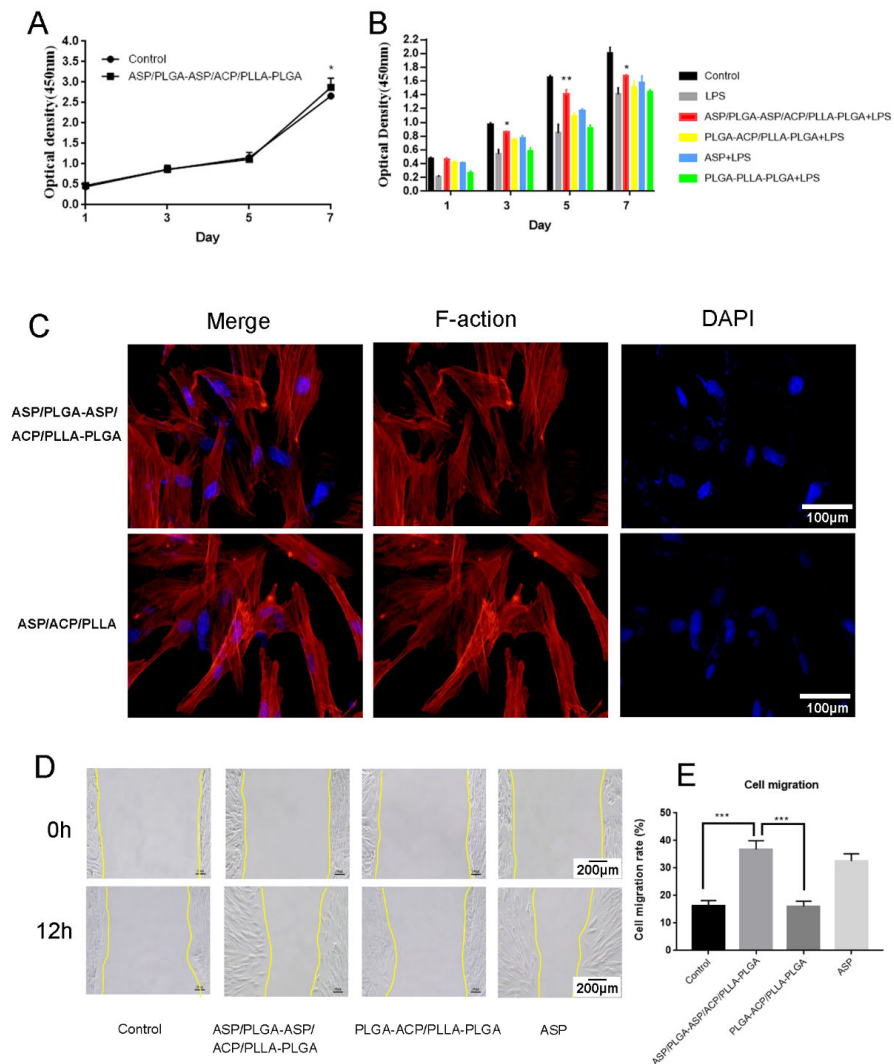 A
Optical density(450nm)
4.0
3.5
3.0
2.5
2.0
1.5
1.0
0.5
0.0
Control
ASP/PLGA-ASP/ACP/PLLA-PLGA
*
1 3 5 7
Day
B
Optical Density(450nm)
2.2
2.0
1.8
1.6
1.4
1.2
1.0
0.8
0.6
0.4
0.2
0.0
*
**
*
1 3 5 7
Day
Control
LPS
ASP/PLGA-ASP/ACP/PLLA-PLGA+LPS
PLGA-ACP/PLLA-PLGA+LPS
ASP+LPS
PLGA-PLLA-PLGA+LPS
C
Merge F-action DAPI
ASP/PLGA-ASP/
ACP/PLLA-PLGA
100μm
ASP/ACP/PLLA
100μm
D
0h
200μm
12h
200μm
Control
ASP/PLGA-ASP/
ACP/PLLA-PLGA
PLGA-ACP/PLLA-PLGA
ASP
E
Cell migration
Cell migration rate (%)
80
60
40
30
20
10
0
***
***
Control
ASP/PLGA-ASP/ACP/PLLA-PLGA
PLGA-ACP/PLLA-PLGA
ASP